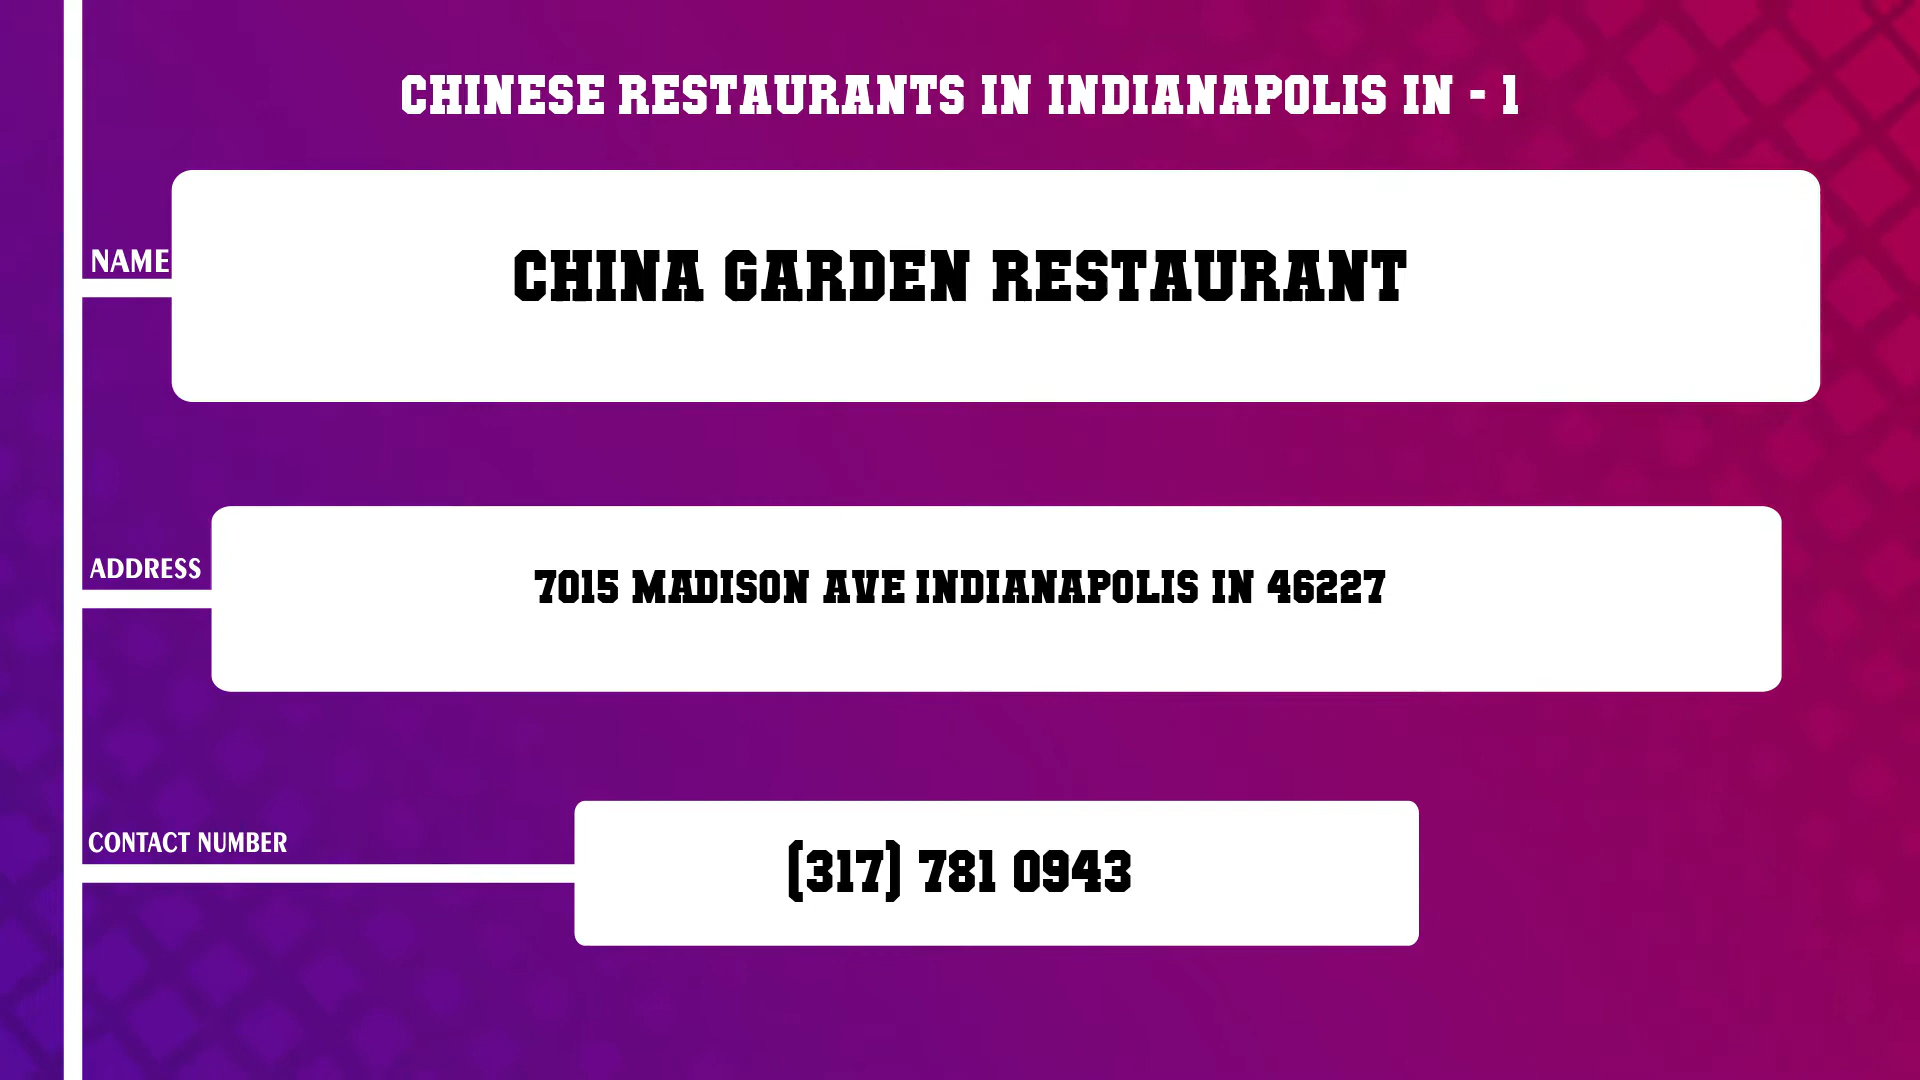 CHINESE RESTAURANTS IN INDIANAPOLIS IN - 1
NAME
CHINA GARDEN RESTAURANT
ADDRESS
7015 MADISON AVE INDIANAPOLIS IN 46227
CONTACT NUMBER
(317) 781 0943